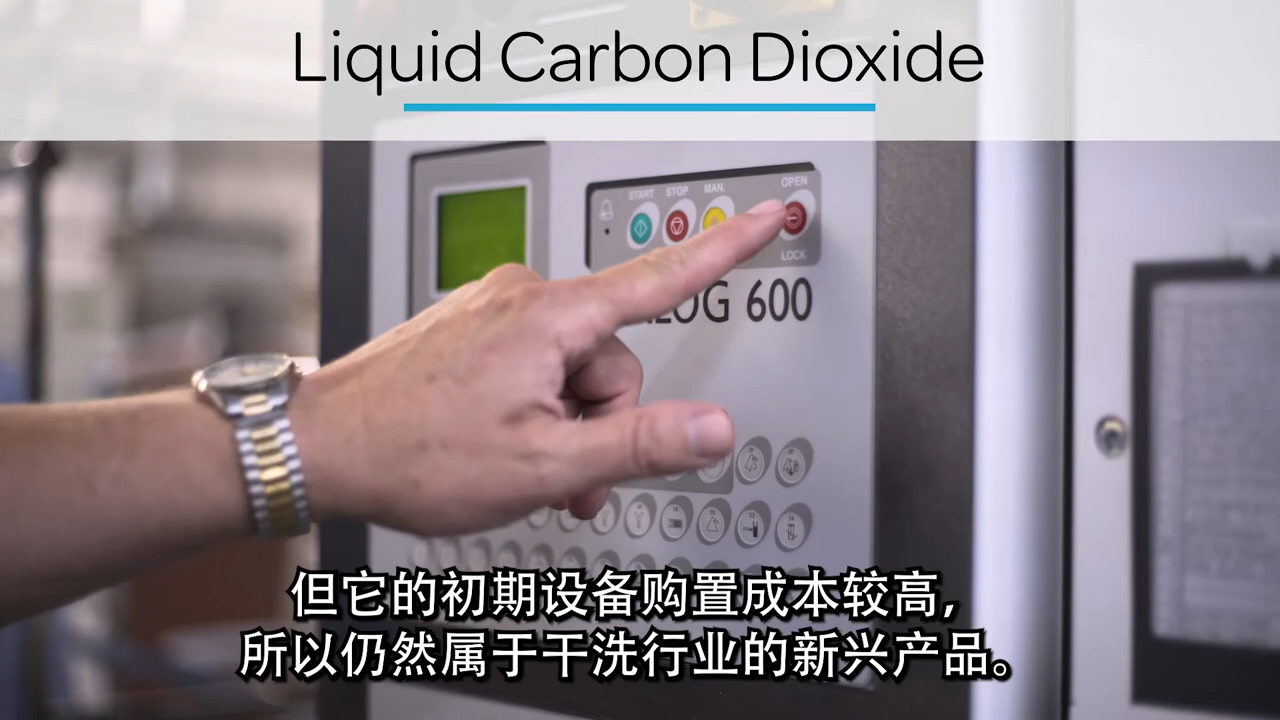 Liquid Carbon Dioxide
START STOP MAN. OPEN
LOCK
600
但它的初期设备购置成本较高,
所以仍然属于干洗行业的新兴产品。